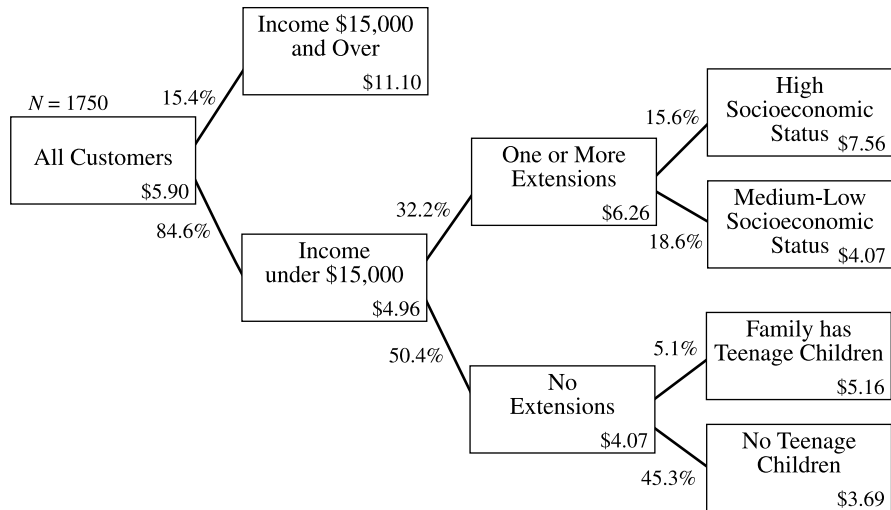 Income $15,000
and Over
$11.10
N = 1750
15.4%
All Customers
$5.90
84.6%
Income
under $15,000
$4.96
32.2%
50.4%
One or More
Extensions
$6.26
15.6%
18.6%
High
Socioeconomic
Status $7.56
Medium-Low
Socioeconomic
Status $4.07
No
Extensions
$4.07
5.1%
45.3%
Family has
Teenage Children
$5.16
No Teenage
Children
$3.69